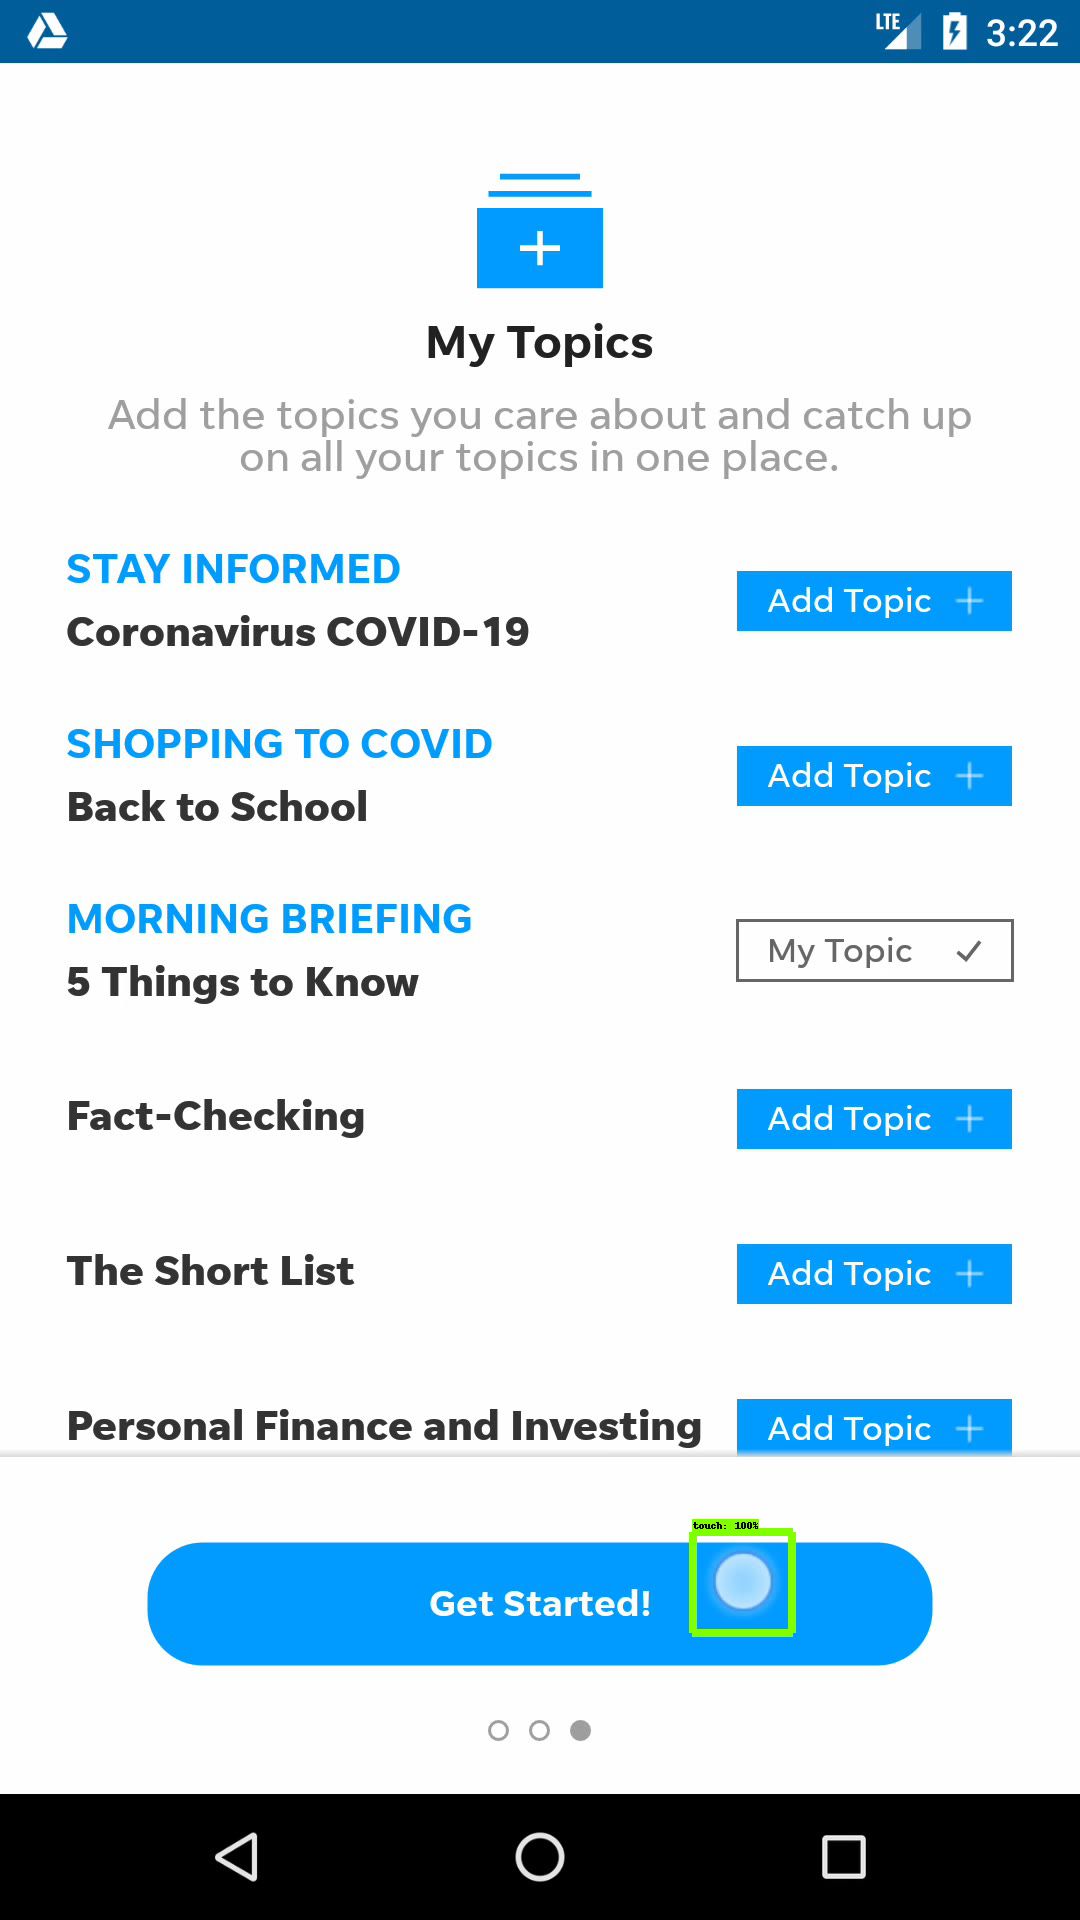 LTE 3:22
My Topics
Add the topics you care about and catch up
on all your topics in one place.
STAY INFORMED
Coronavirus COVID-19
Add Topic
SHOPPING TO COVID
Back to School
Add Topic
MORNING BRIEFING
5 Things to Know
My Topic
Fact-Checking
Add Topic
The Short List
Add Topic
Personal Finance and Investing
Add Topic
touch: 100%
Get Started!